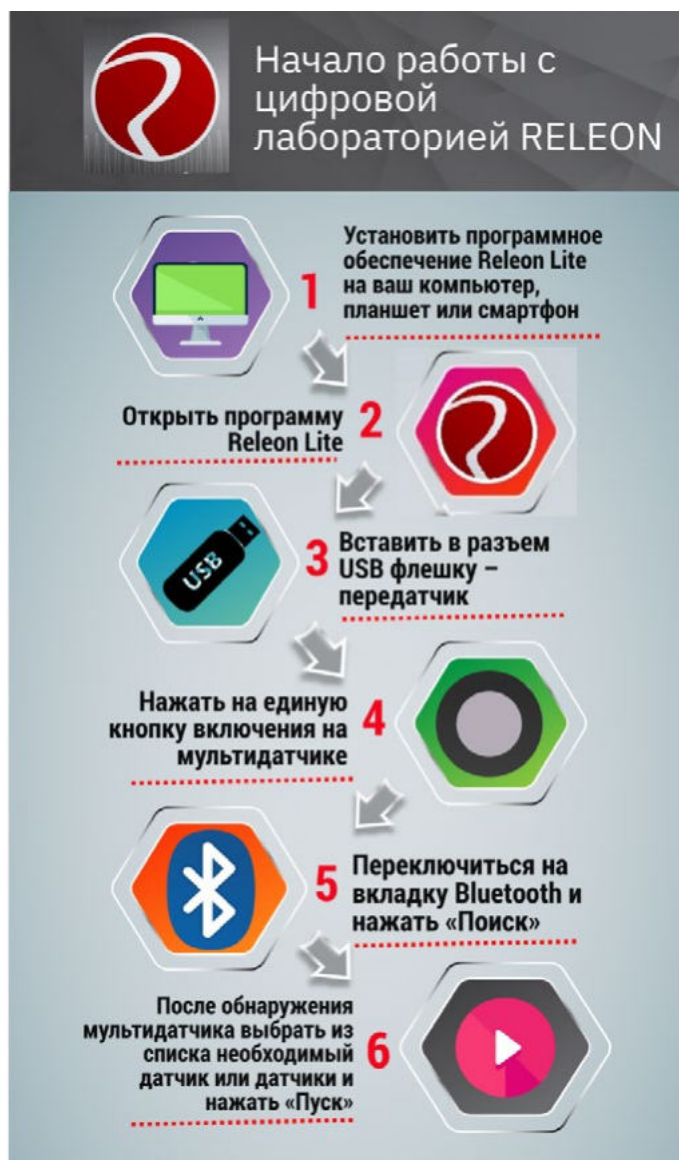 Начало работы с
цифровой
лабораторией RELEON
1
Установить программное
обеспечение Releon Lite
на ваш компьютер,
планшет или смартфон
Открыть программу
Releon Lite
2
USB
3
Вставить в разъем
USB флешку –
передатчик
Нажать на единую
кнопку включения на
мультидатчике
4
5
Переключиться на
вкладку Bluetooth и
нажать «Поиск»
После обнаружения
мультидатчика выбрать из
списка необходимый
датчик или датчики и
нажать «Пуск»
6